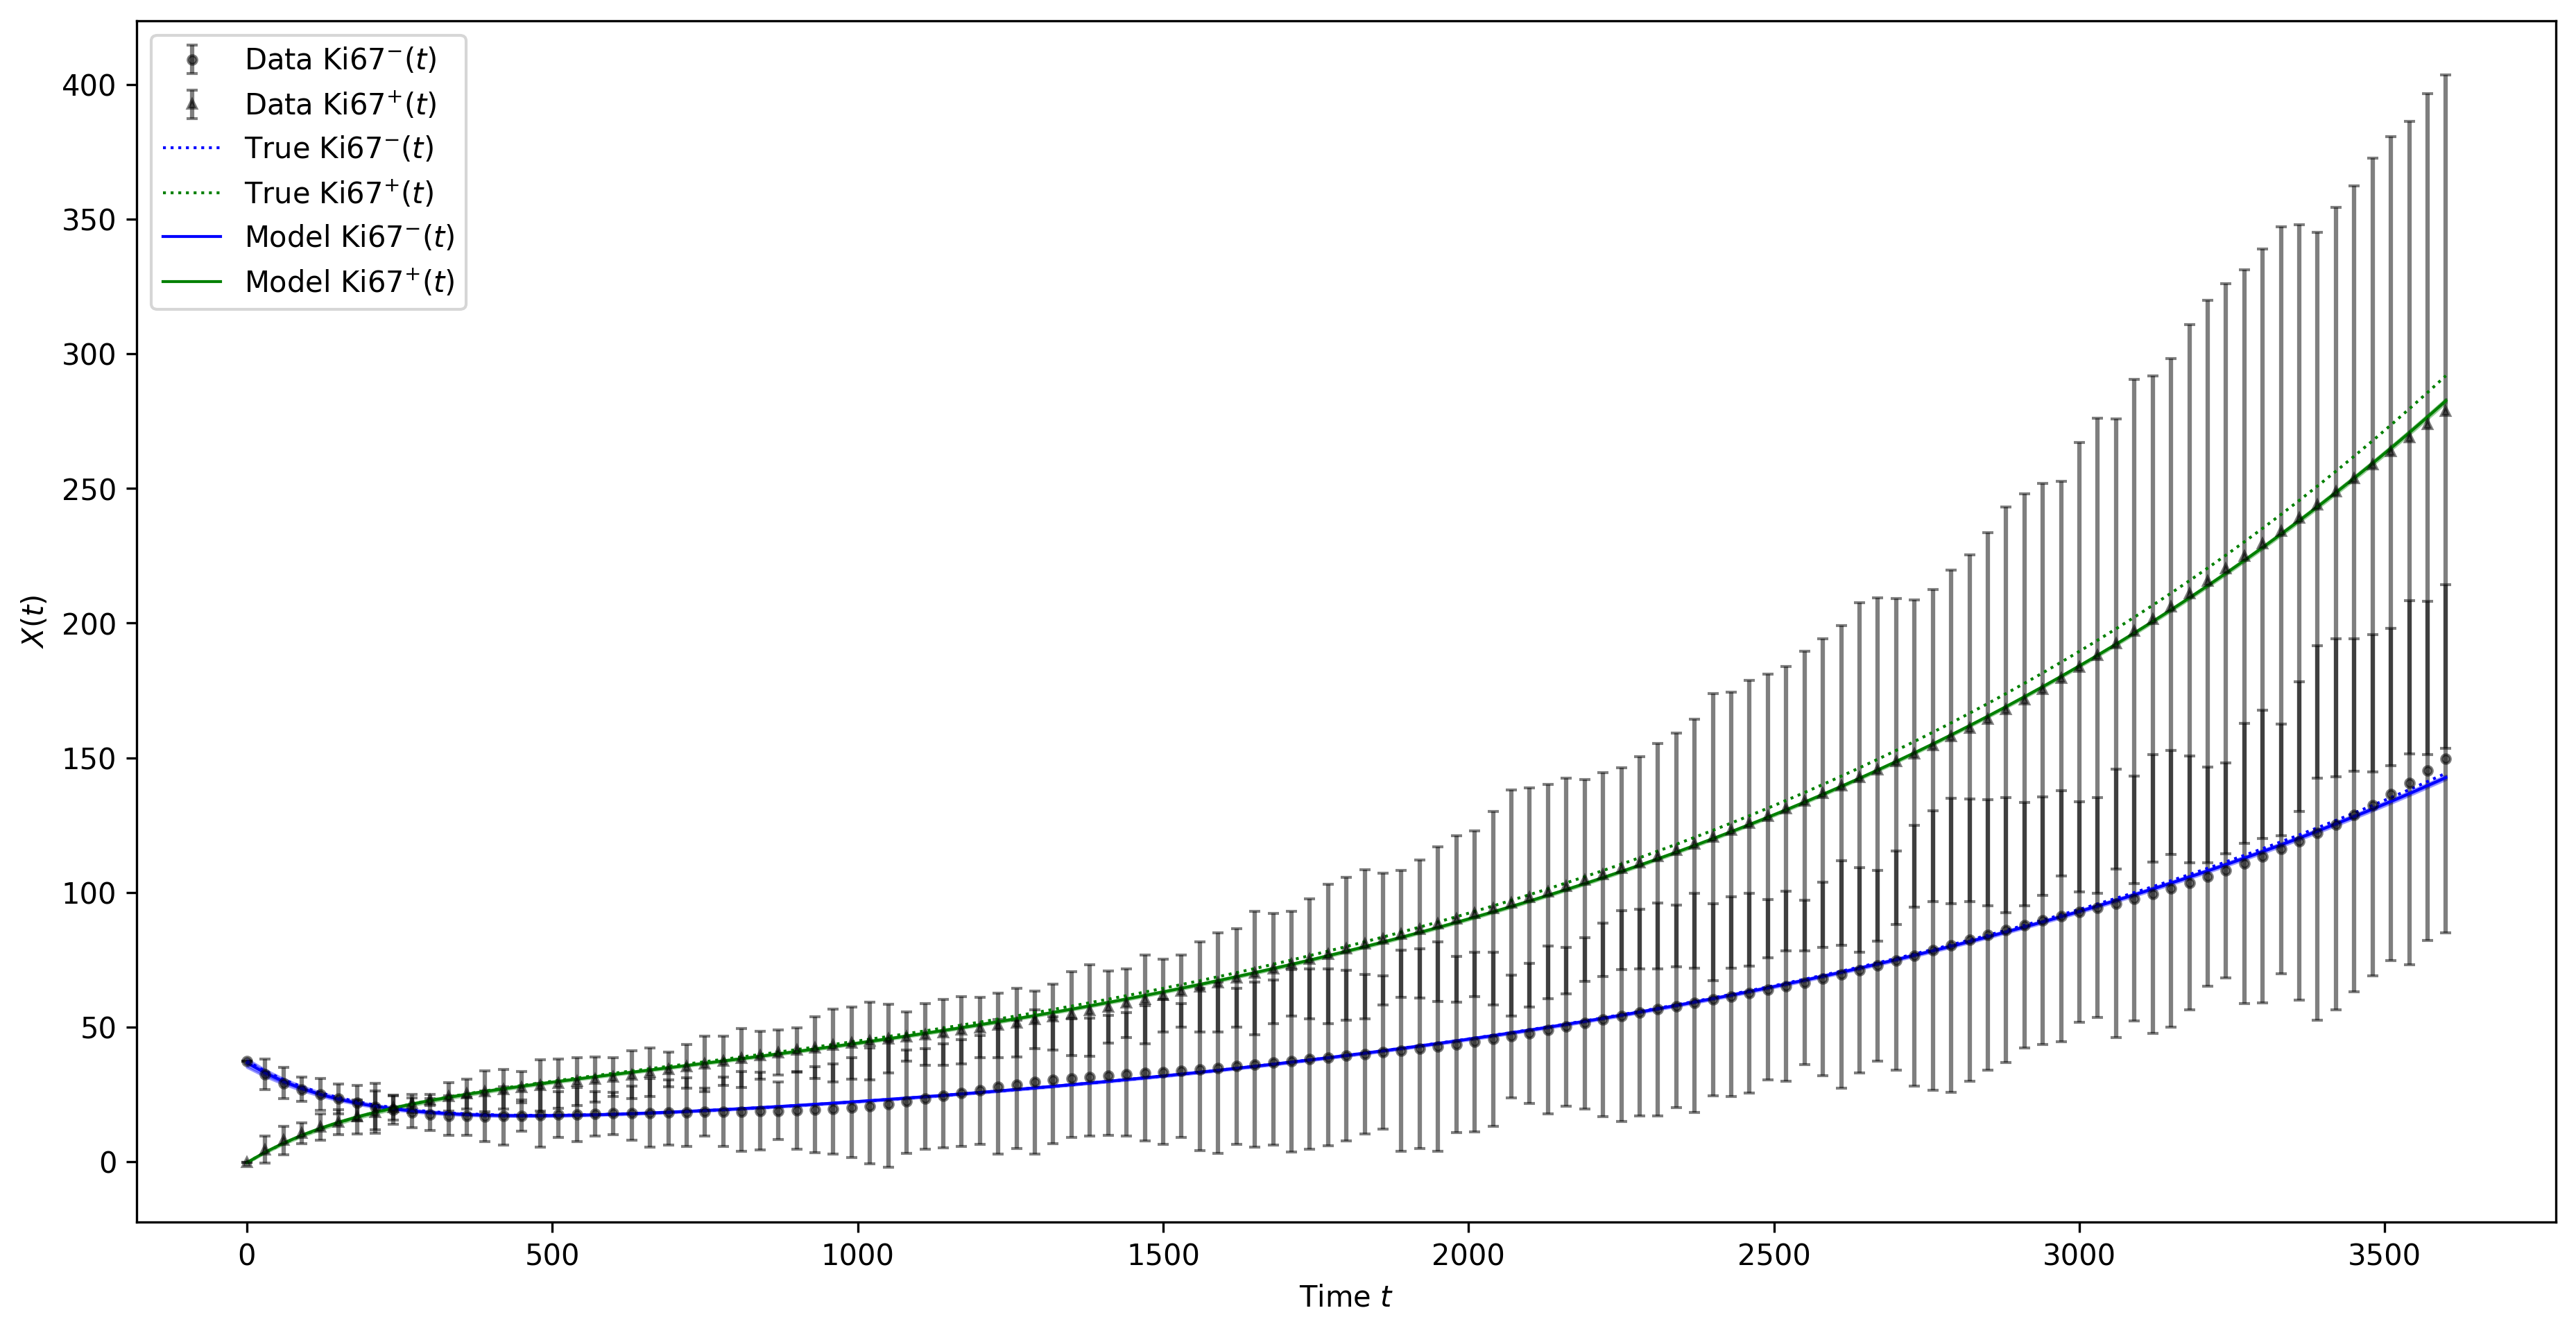 Data Ki67⁻(t)
Data Ki67⁺(t)
True Ki67⁻(t)
True Ki67⁺(t)
Model Ki67⁻(t)
Model Ki67⁺(t)
400
350
300
250
200
150
100
50
0
X(t)
0 500 1000 1500 2000 2500 3000 3500
Time t